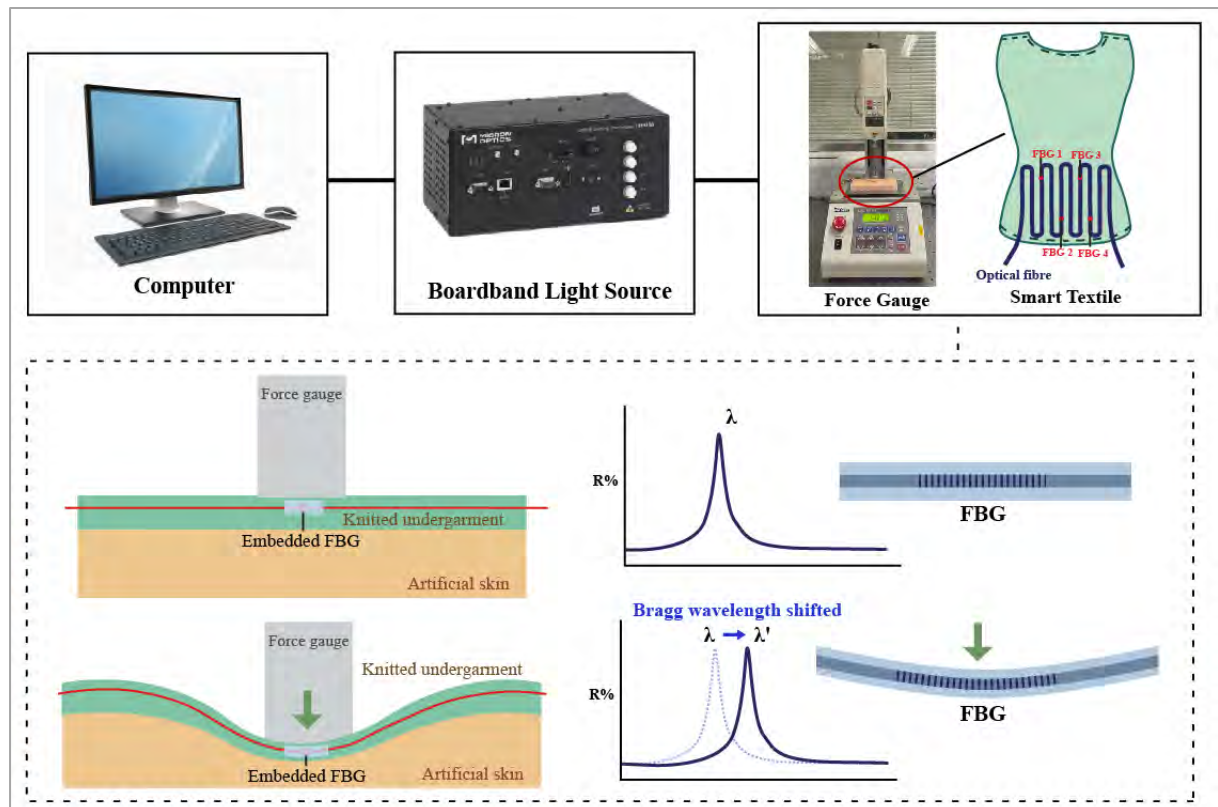 MICRON
OPTICS
Computer
Boardband Light Source
Force Gauge
FBG 1
FBG 3
FBG 2
FBG 4
Optical fibre
Smart Textile
Force gauge
Knitted undergarment
Embedded FBG
Artificial skin
λ
R%
FBG
Force gauge
Knitted undergarment
Embedded FBG
Artificial skin
Bragg wavelength shifted
λ λ'
R%
FBG